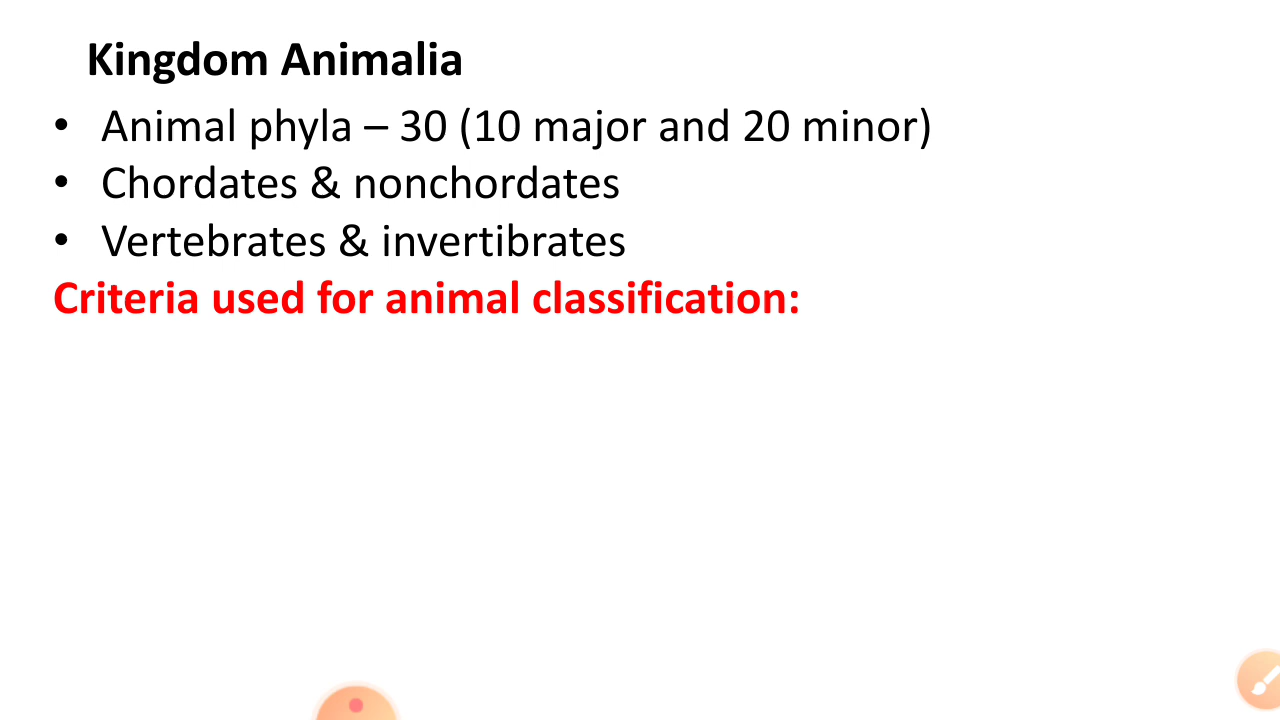 Kingdom Animalia
• Animal phyla – 30 (10 major and 20 minor)
• Chordates & nonchordates
• Vertebrates & invertibrates
Criteria used for animal classification: